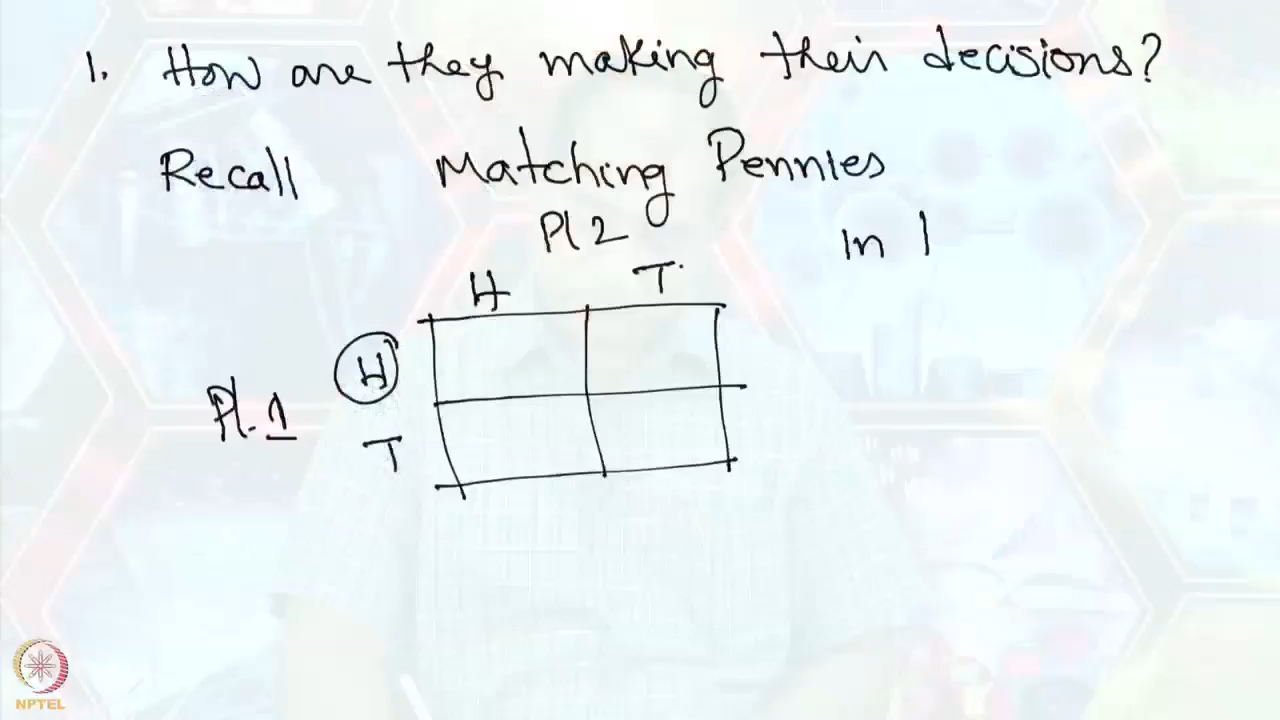 1. How are they making their decisions?
Recall Matching Pennies
Pl 2
In 1
H T
H
Pl. 1
T
NPTEL